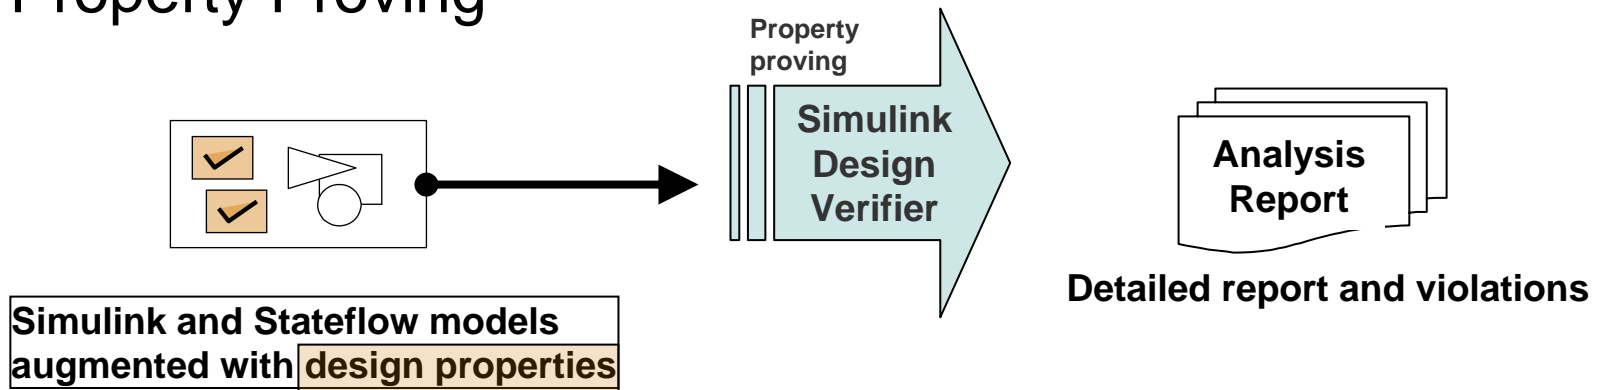 Property Proving
Property
proving
Simulink
Design
Verifier
Analysis
Report
Detailed report and violations
Simulink and Stateflow models
augmented with design properties